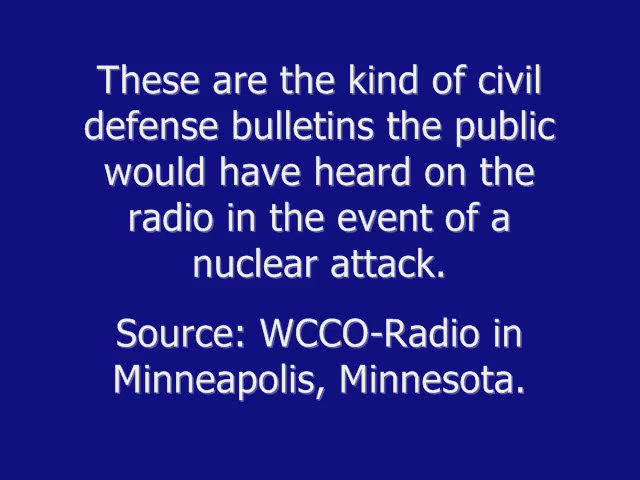 These are the kind of civil
defense bulletins the public
would have heard on the
radio in the event of a
nuclear attack.
Source: WCCO-Radio in
Minneapolis, Minnesota.